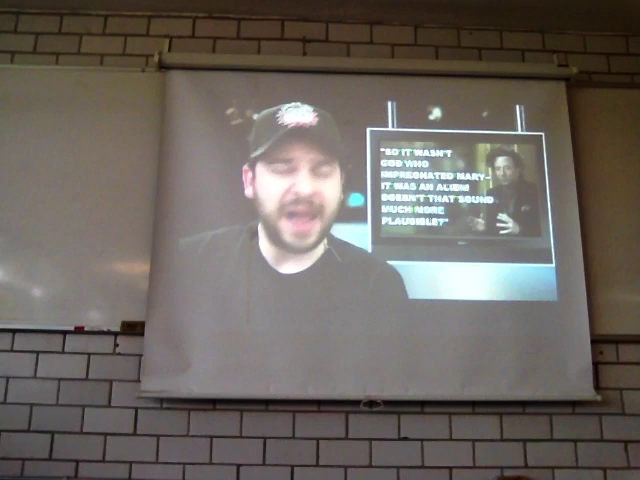 "SO IT WASN'T
GOD WHO
IMPREGNATED MARY-
IT WAS AN ALIEN
DOESN'T THAT SOUND
MUCH MORE
PLAUSIBLE?"